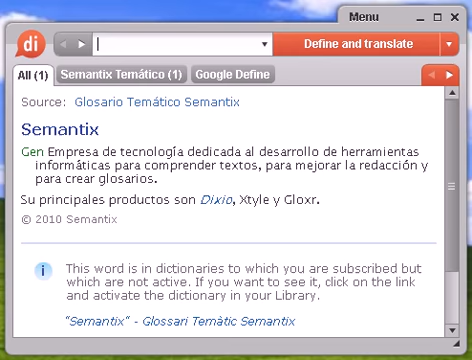 Menu
di
Define and translate
All (1) Semantix Temático (1) Google Define
Source: Glosario Temático Semantix
Semantix
Gen Empresa de tecnología dedicada al desarrollo de herramientas
informáticas para comprender textos, para mejorar la redacción y
para crear glosarios.
Su principales producto son Dixio, Xtyle y Gloxr.
© 2010 Semantix
i
This word is in dictionaries to which you are subscribed but
which are not active. If you want to see it, click on the link
and activate the dictionary in your Library.
"Semantix" - Glossari Temàtic Semantix